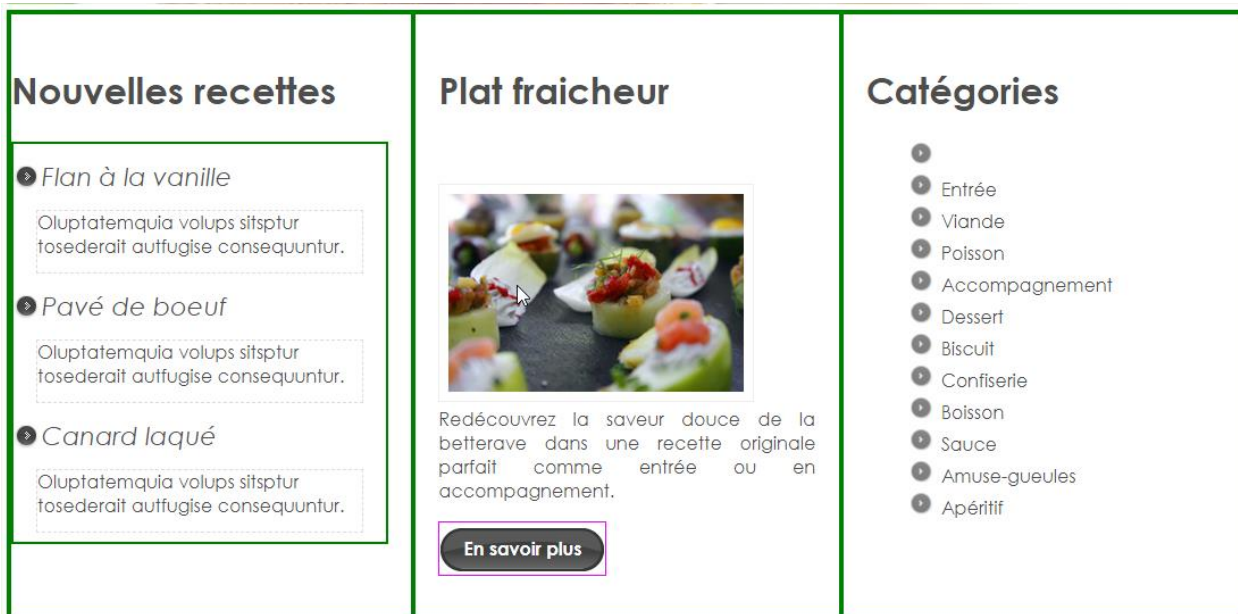 Nouvelles recettes
Flan à la vanille
Oluptatemquia volups sitsptur
tosederait autfugise consequuntur.
Pavé de boeuf
Oluptatemquia volups sitsptur
tosederait autfugise consequuntur.
Canard laqué
Oluptatemquia volups sitsptur
tosederait autfugise consequuntur.
Plat fraicheur
Redécouvrez la saveur douce de la
betterave dans une recette originale
parfait comme entrée ou en
accompagnement.
En savoir plus
Catégories
Entrée
Viande
Poisson
Accompagnement
Dessert
Biscuit
Confiserie
Boisson
Sauce
Amuse-gueules
Apéritif